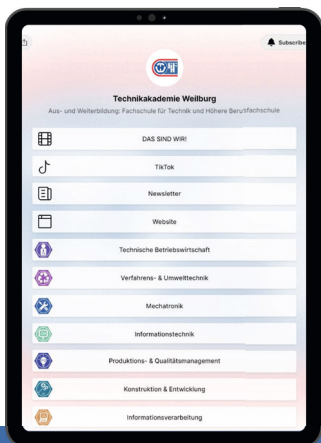 Subscribe
Technikakademie Weilburg
Aus- und Weiterbildung: Fachschule für Technik und Höhere Berufsfachschule
DAS SIND WIR!
TikTok
Newsletter
Website
Technische Betriebswirtschaft
Verfahrens- & Umwelttechnik
Mechatronik
Informationstechnik
Produktions- & Qualitätsmanagement
Konstruktion & Entwicklung
Informationsverarbeitung